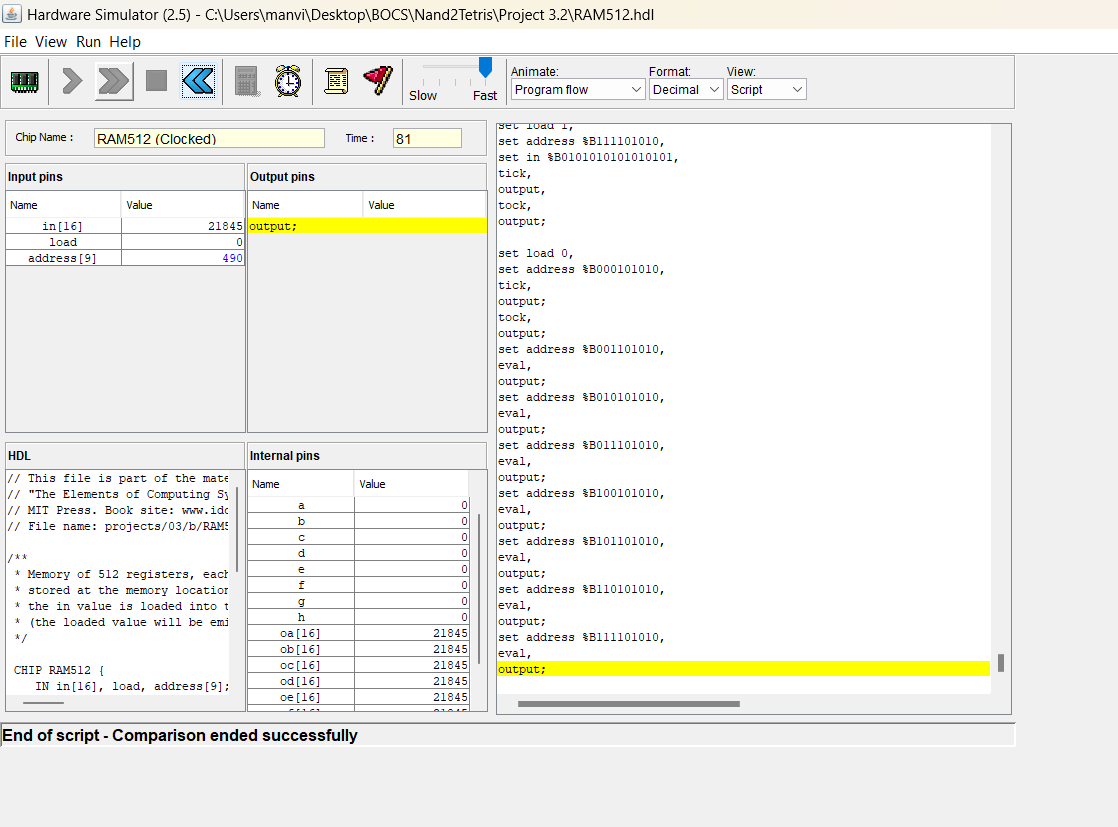 Hardware Simulator (2.5) - C:\Users\manvi\Desktop\BOCS\Nand2Tetris\Project 3.2\RAM512.hdl
File View Run Help
Slow Fast
Animate: Format: View:
Program flow Decimal Script
Chip Name : RAM512 (Clocked) Time : 81
Input pins
Name Value
in[16] 21845
load 0
address[9] 490
Output pins
Name Value
output;
HDL
// This file is part of the mate
// "The Elements of Computing Sy
// MIT Press. Book site: www.idc
// File name: projects/03/b/RAM5
/**
* Memory of 512 registers, each
* stored at the memory location
* the in value is loaded into t
* (the loaded value will be emi
*/
CHIP RAM512 {
IN in[16], load, address[9];
Internal pins
Name Value
a 0
b 0
c 0
d 0
e 0
f 0
g 0
h 0
oa[16] 21845
ob[16] 21845
oc[16] 21845
od[16] 21845
oe[16] 21845
set load 1,
set address %B111101010,
set in %B0101010101010101,
tick,
output,
tock,
output;
set load 0,
set address %B000101010,
tick,
output;
tock,
output;
set address %B001101010,
eval,
output;
set address %B010101010,
eval,
output;
set address %B011101010,
eval,
output;
set address %B100101010,
eval,
output;
set address %B101101010,
eval,
output;
set address %B110101010,
eval,
output;
set address %B111101010,
eval,
output;
End of script - Comparison ended successfully